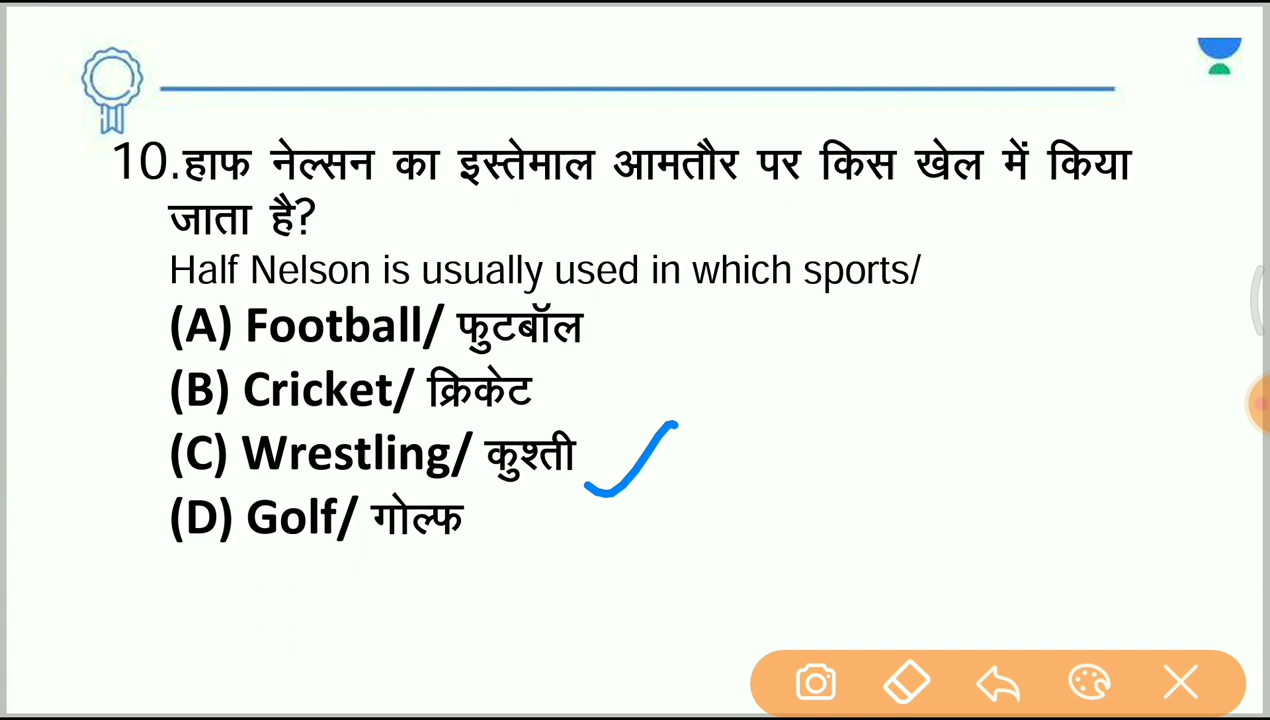 10.हाफ नेल्सन का इस्तेमाल आमतौर पर किस खेल में किया
जाता है?
Half Nelson is usually used in which sports/
(A) Football/ फुटबॉल
(B) Cricket/ क्रिकेट
(C) Wrestling/ कुश्ती
(D) Golf/ गोल्फ